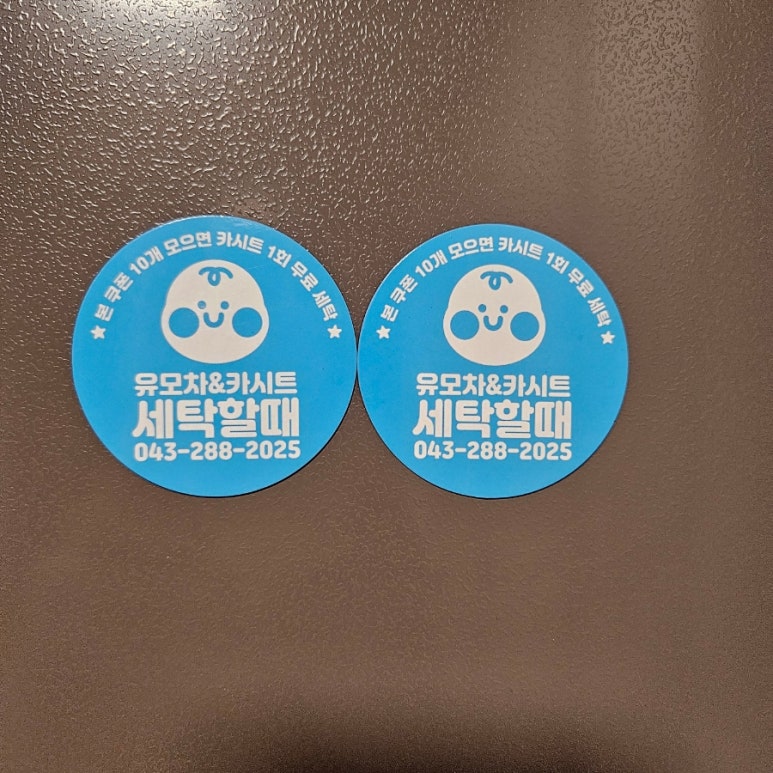 ★ 본 쿠폰 10개 모으면 카시트 1회 무료 세탁 ★
유모차&카시트
세탁할때
043-288-2025
★ 본 쿠폰 10개 모으면 카시트 1회 무료 세탁 ★
유모차&카시트
세탁할때
043-288-2025